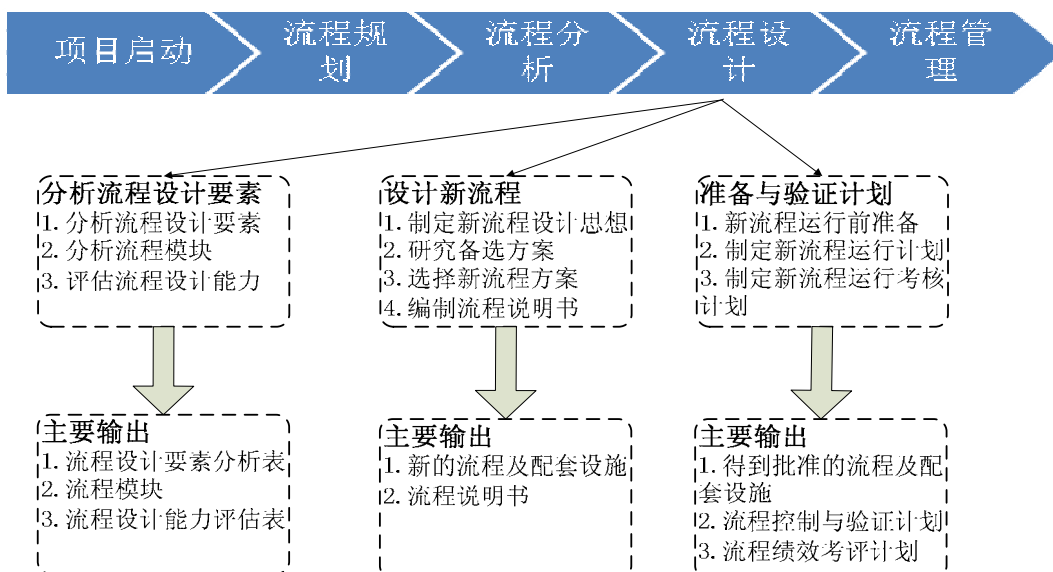 项目启动
流程规
划
流程分
析
流程设
计
流程管
理
分析流程设计要素
1. 分析流程设计要素
2. 分析流程模块
3. 评估流程设计能力
设计新流程
1. 制定新流程设计思想
2. 研究备选方案
3. 选择新流程方案
4. 编制流程说明书
准备与验证计划
1. 新流程运行前准备
2. 制定新流程运行计划
3. 制定新流程运行考核
计划
主要输出
1. 流程设计要素分析表
2. 流程模块
3. 流程设计能力评估表
主要输出
1. 新的流程及配套设施
2. 流程说明书
主要输出
1. 得到批准的流程及配
套设施
2. 流程控制与验证计划
3. 流程绩效考评计划